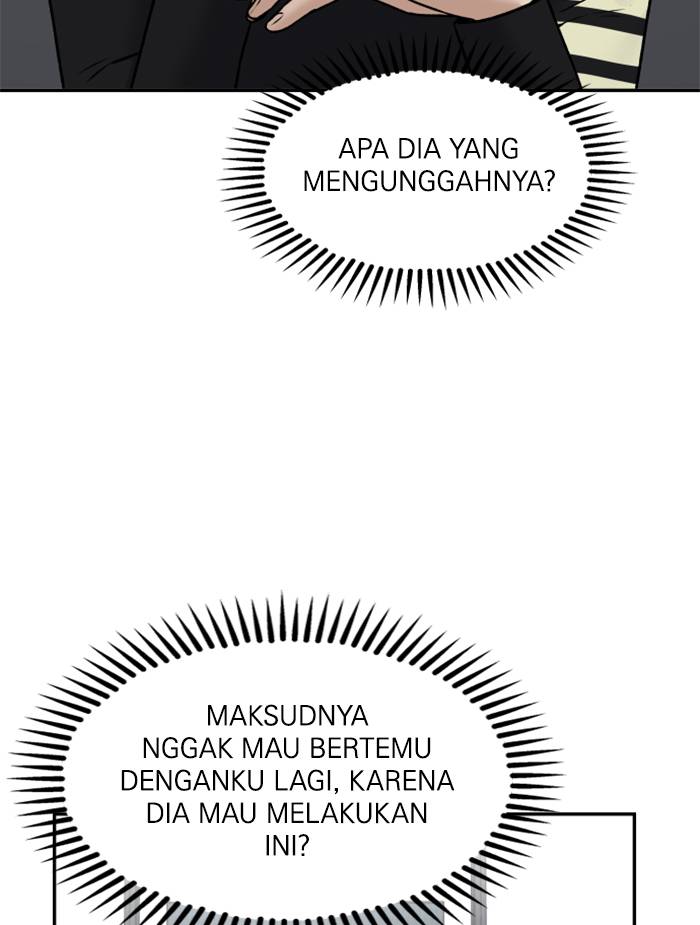 APA DIA YANG
MENGUNGGAHNYA?
MAKSUDNYA
NGGAK MAU BERTEMU
DENGANKU LAGI, KARENA
DIA MAU MELAKUKAN
INI?